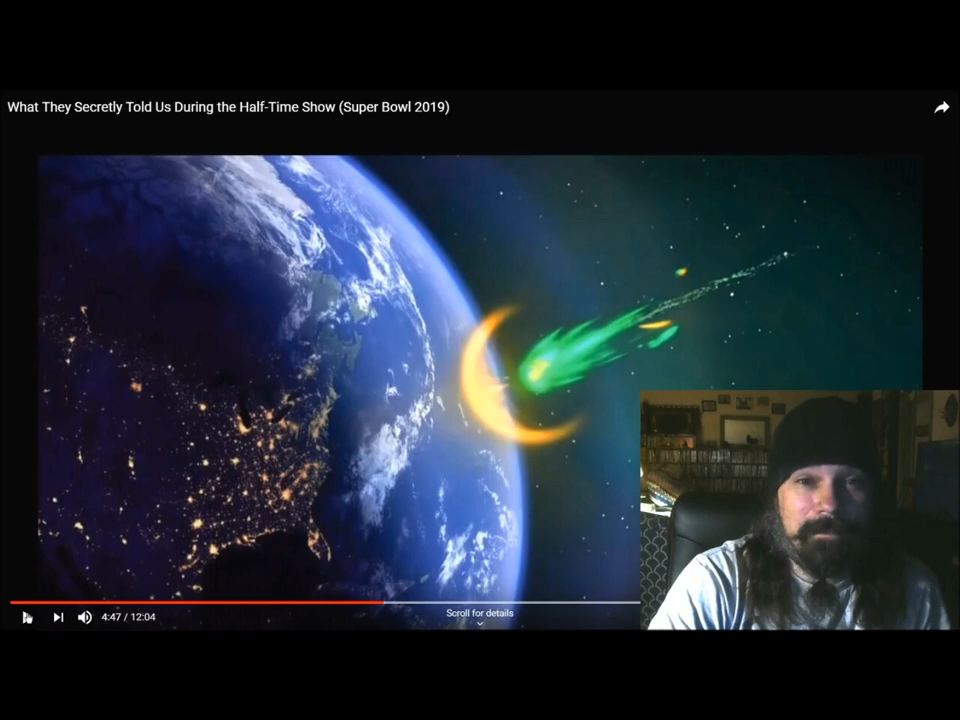 What They Secretly Told Us During the Half-Time Show (Super Bowl 2019)
4:47 / 12:04
Scroll for details